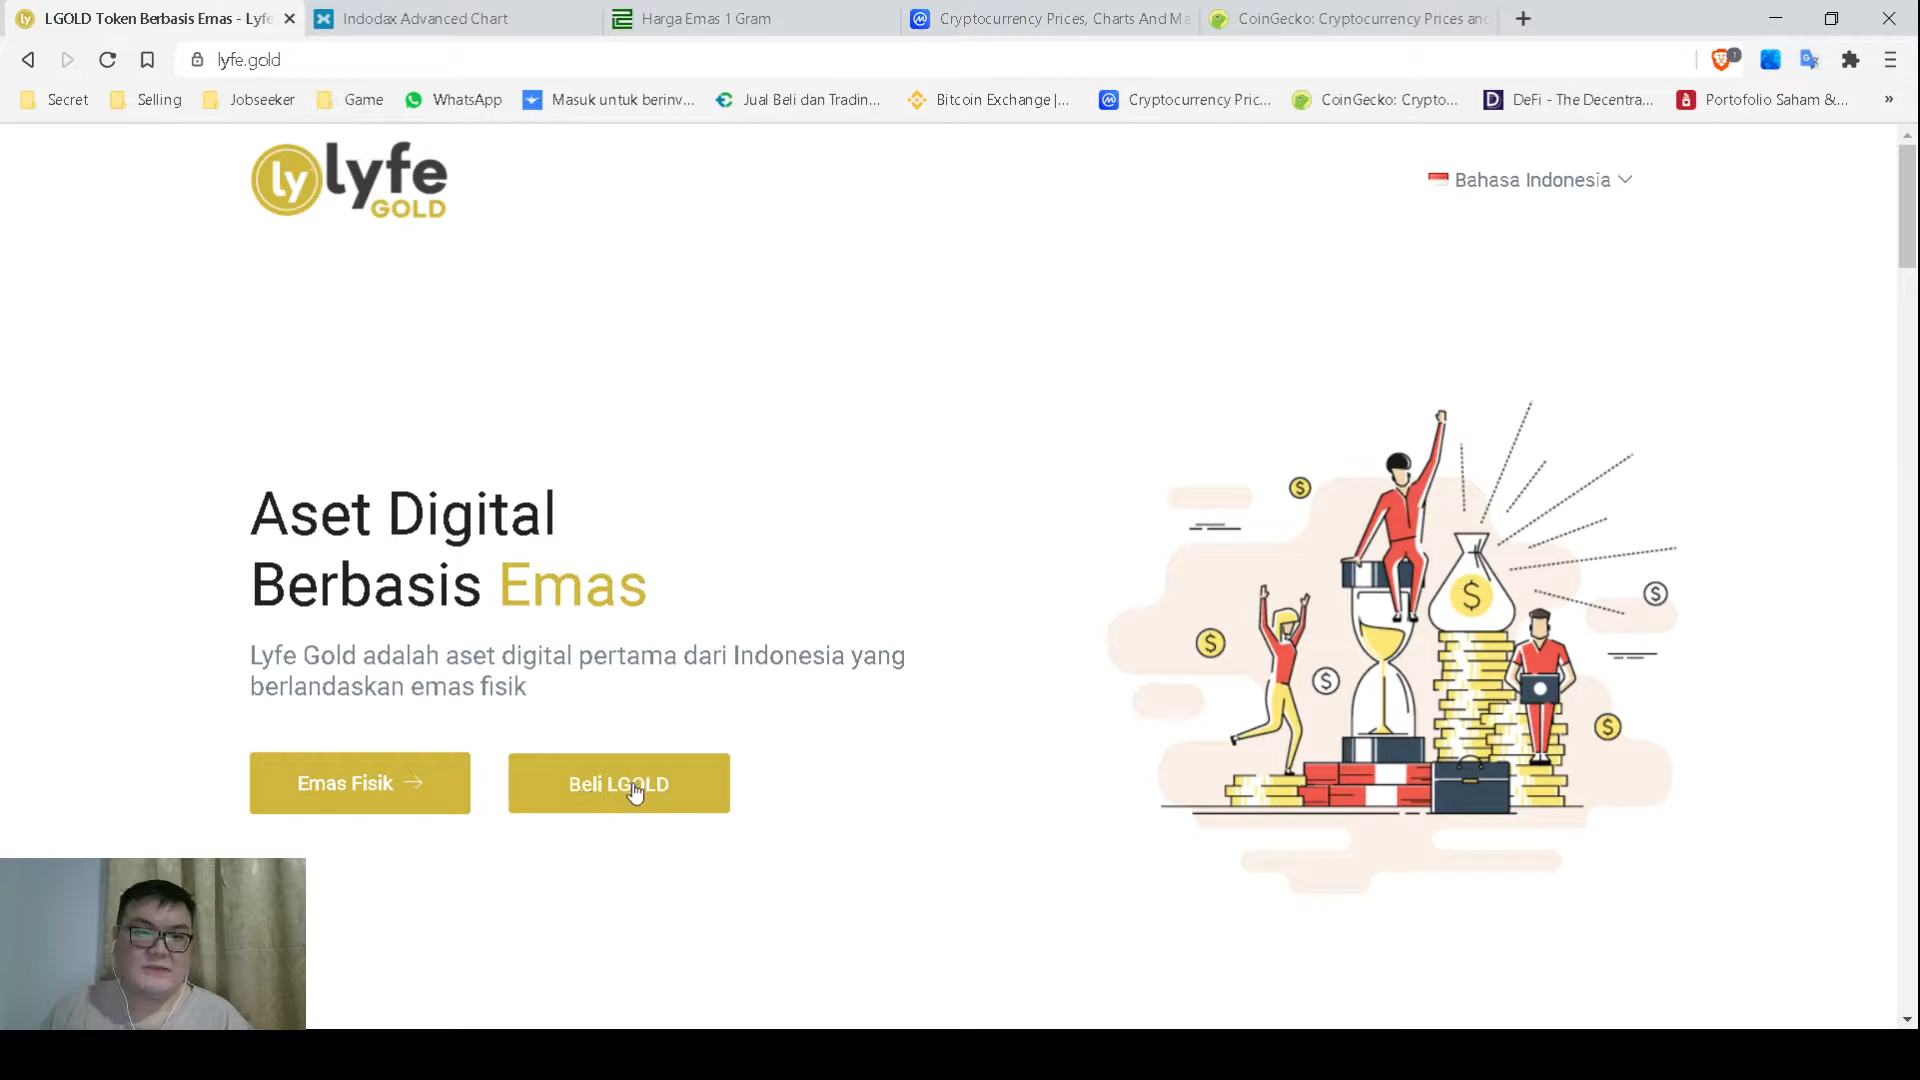 LGOLD Token Berbasis Emas - Lyfe
Indodax Advanced Chart
Harga Emas 1 Gram
Cryptocurrency Prices, Charts And Ma
CoinGecko: Cryptocurrency Prices and
lyfe.gold
1
Secret
Selling
Jobseeker
Game
WhatsApp
Masuk untuk berinv...
Jual Beli dan Tradin...
Bitcoin Exchange |...
Cryptocurrency Pric...
CoinGecko: Crypto...
DeFi - The Decentra...
Portofolio Saham &...
ly lyfe
GOLD
Bahasa Indonesia
Aset Digital
Berbasis Emas
Lyfe Gold adalah aset digital pertama dari Indonesia yang
berlandaskan emas fisik
Emas Fisik →
Beli LGOLD